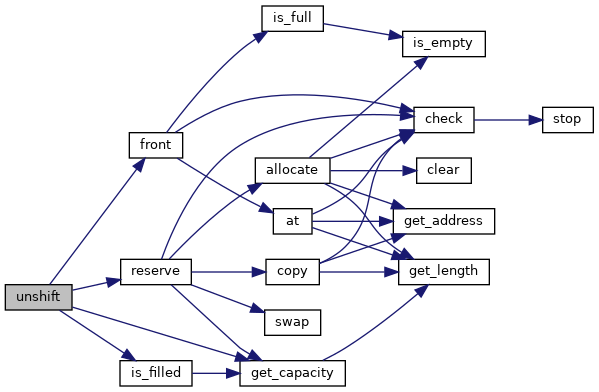 is_full
is_empty
check
stop
front
allocate
clear
at
get_address
reserve
copy
get_length
unshift
swap
is_filled
get_capacity